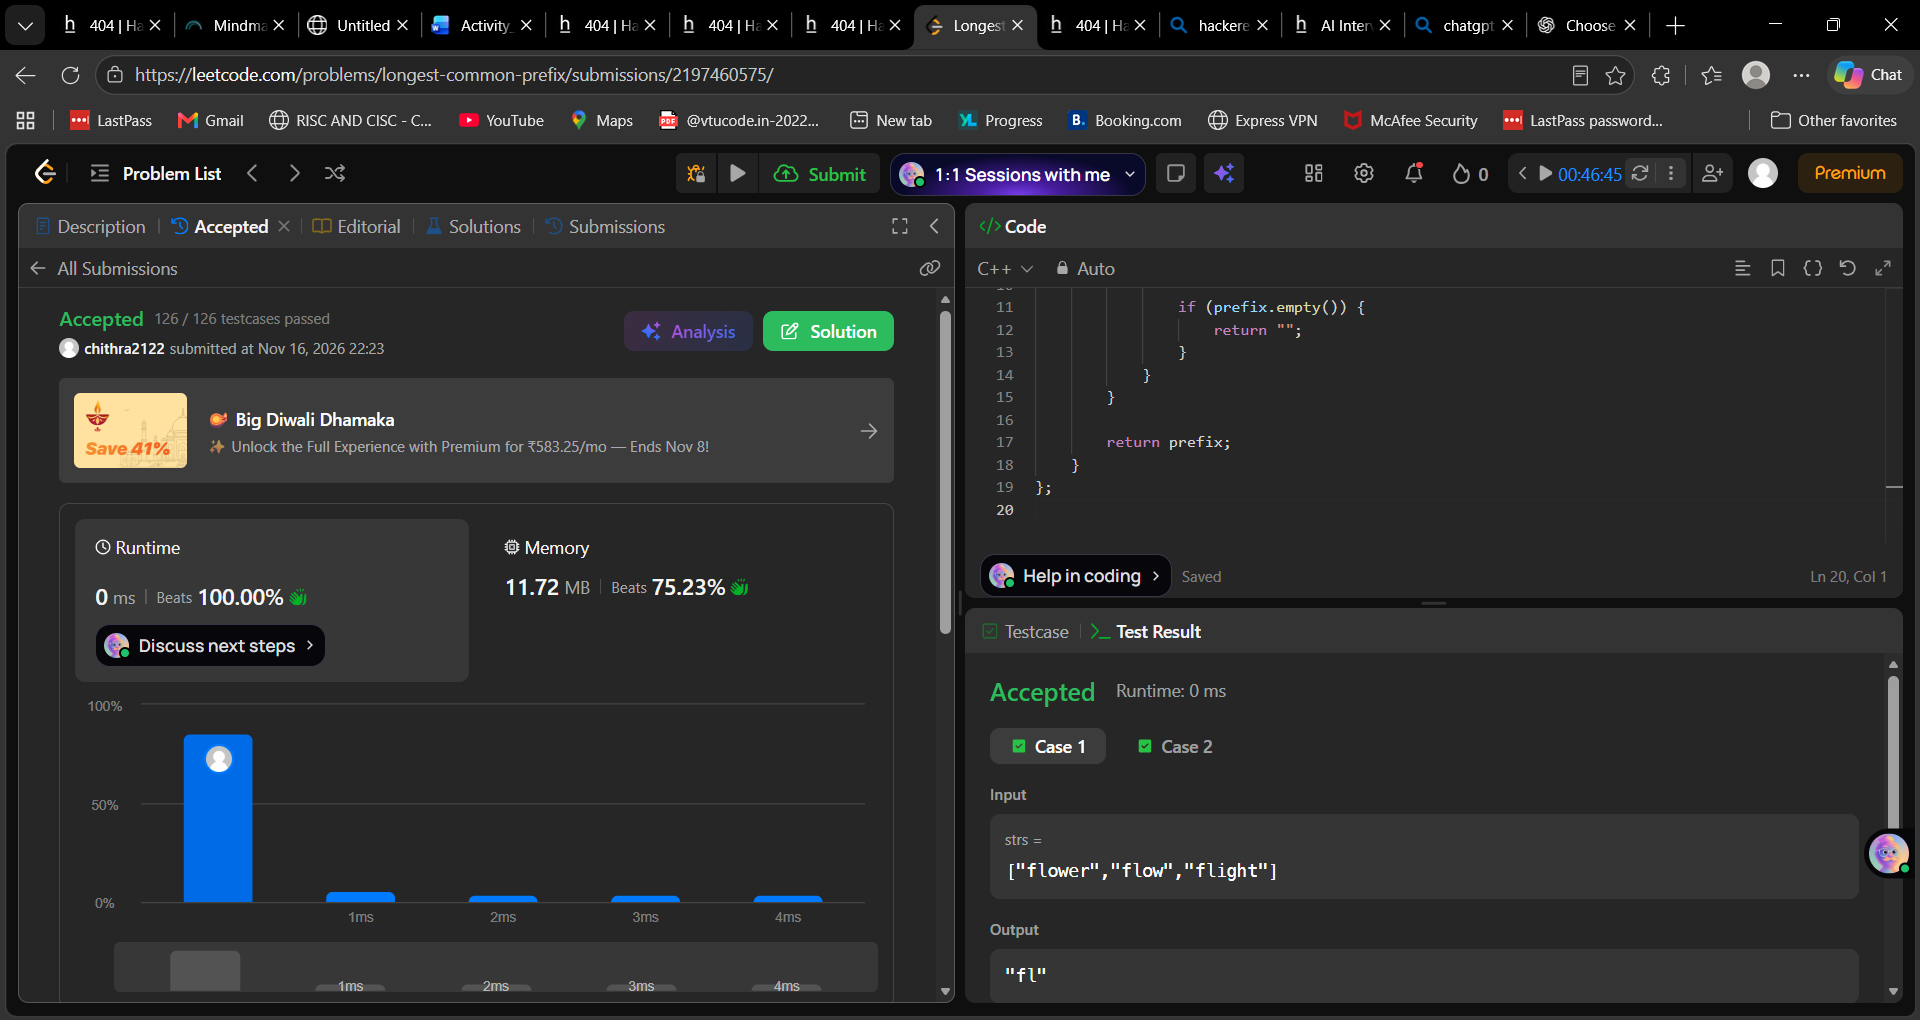 404 | Ha
Mindma
Untitled
Activity
404 | Ha
404 | Ha
404 | Ha
Longest
404 | Ha
hackere
AI Inter
chatgpt
Choose
https://leetcode.com/problems/longest-common-prefix/submissions/2197460575/
Chat
LastPass
Gmail
RISC AND CISC - C...
YouTube
Maps
@vtucode.in-2022...
New tab
Progress
Booking.com
Express VPN
McAfee Security
LastPass password...
Other favorites
Problem List
Submit
1:1 Sessions with me
0
00:46:45
Premium
Description
Accepted
Editorial
Solutions
Submissions
All Submissions
Accepted 126 / 126 testcases passed
chithra2122 submitted at Nov 16, 2026 22:23
Analysis
Solution
Save 41%
Big Diwali Dhamaka
Unlock the Full Experience with Premium for ₹583.25/mo — Ends Nov 8!
Runtime
0 ms | Beats 100.00%
Discuss next steps
Memory
11.72 MB | Beats 75.23%
100%
50%
0%
1ms
2ms
3ms
4ms
1ms
2ms
3ms
4ms
Code
C++
Auto
11 if (prefix.empty()) {
12 return "";
13 }
14 }
15 }
16
17 return prefix;
18 }
19 };
20
Help in coding
Saved
Ln 20, Col 1
Testcase
Test Result
Accepted Runtime: 0 ms
Case 1
Case 2
Input
strs =
["flower","flow","flight"]
Output
"fl"